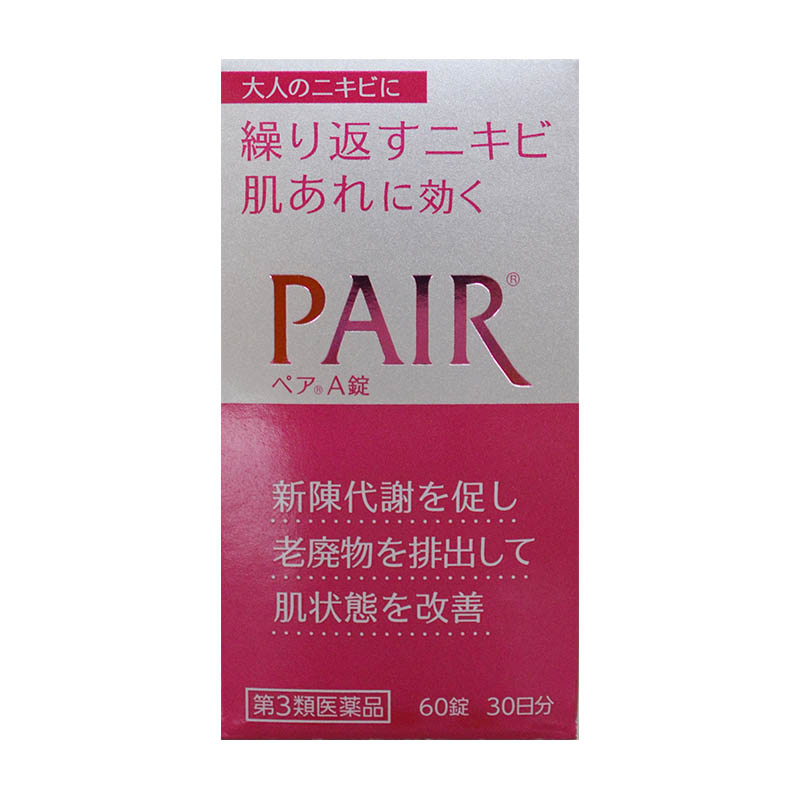 大人のニキビに
繰り返すニキビ
肌あれに効く
PAIR®
ペア®A錠
新陳代謝を促し
老廃物を排出して
肌状態を改善
第3類医薬品 60錠 30日分